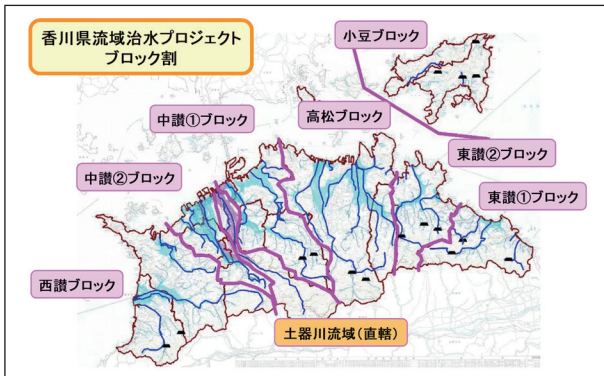 香川県流域治水プロジェクト
ブロック割
小豆ブロック
中讃①ブロック
高松ブロック
東讃②ブロック
中讃②ブロック
東讃①ブロック
西讃ブロック
土器川流域(直轄)